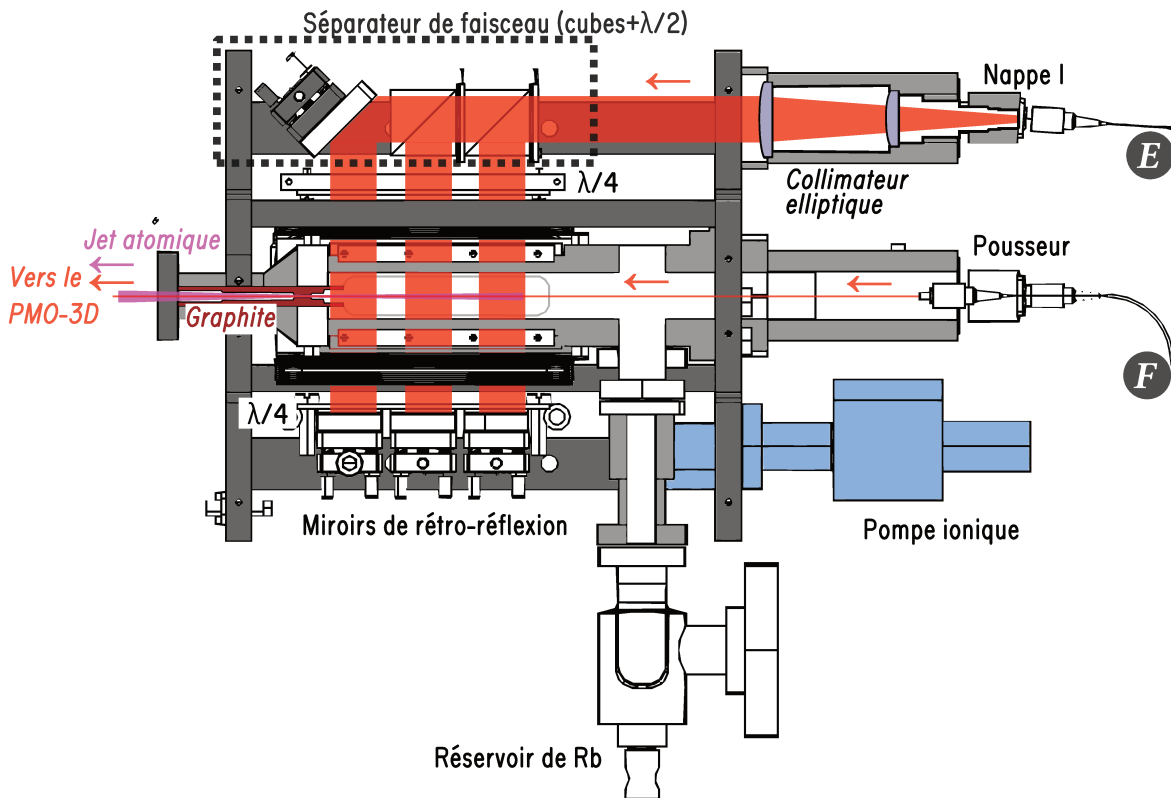 Séparateur de faisceau (cubes+λ/2)
Nappe I
E
λ/4
Collimateur
elliptique
Jet atomique
Pousseur
Vers le
PMO-3D
Graphite
F
λ/4
Miroirs de rétro-réflexion
Pompe ionique
Réservoir de Rb